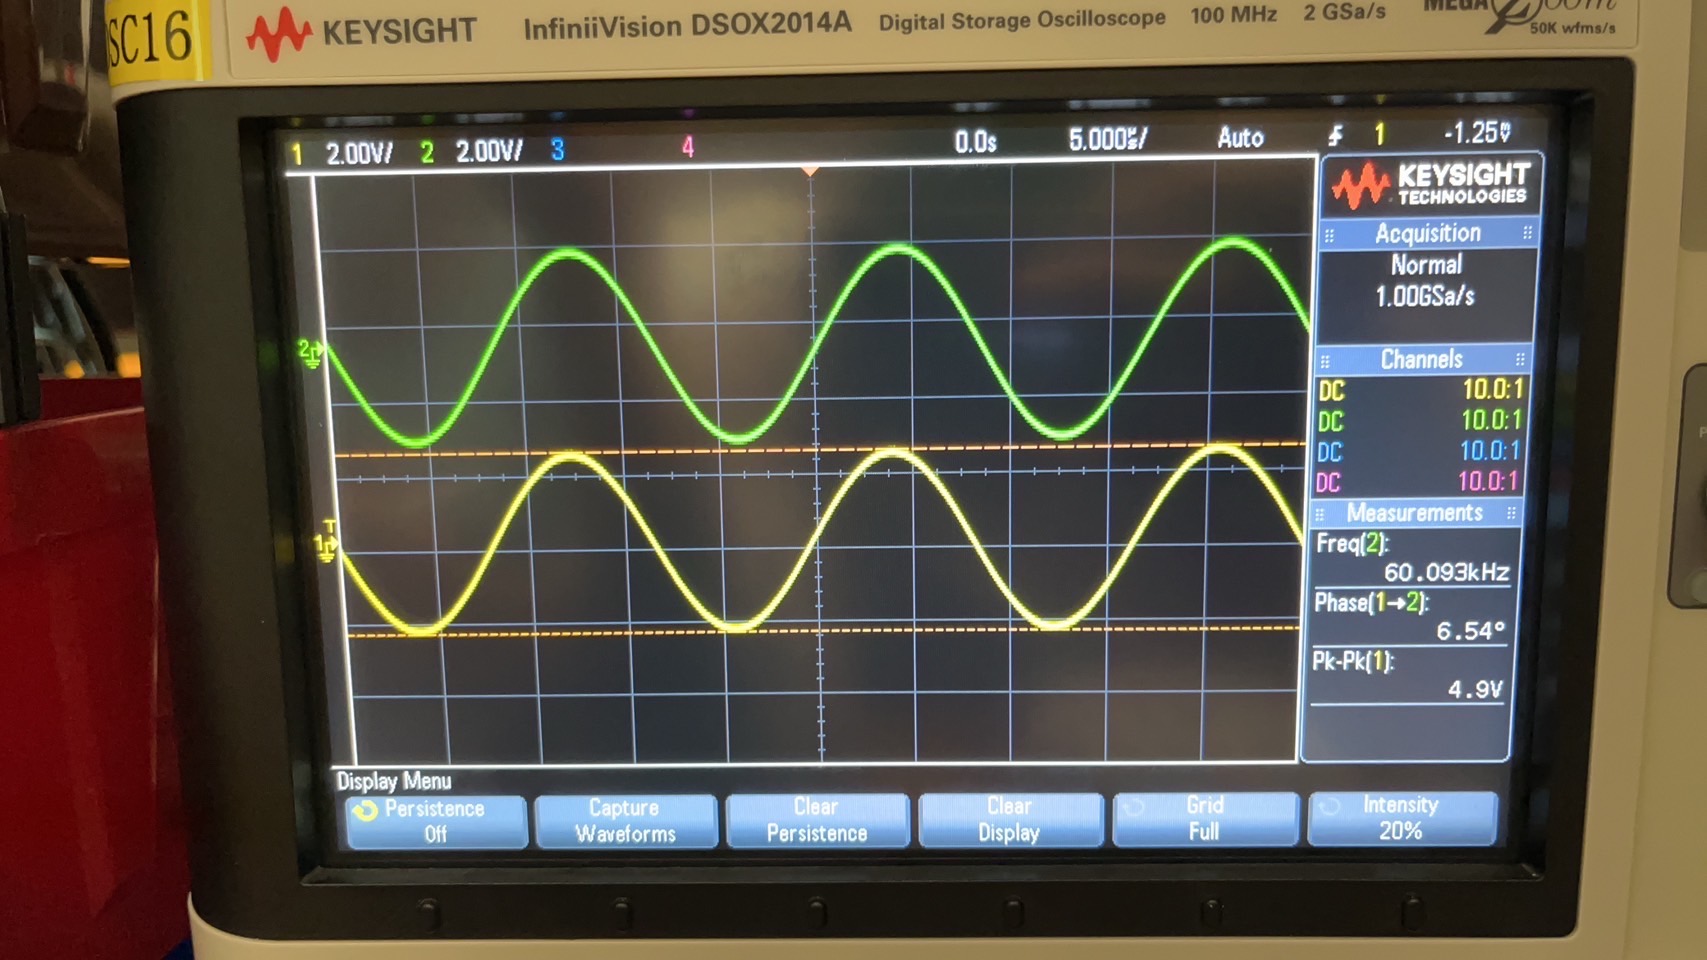 SC16
KEYSIGHT InfiniiVision DSOX2014A Digital Storage Oscilloscope 100 MHz 2 GSa/s MEGA Zoom
50K wfms/s
1 2.00V/ 2 2.00V/ 3 4 0.0s 5.000us/ Auto 1 -1.25V
KEYSIGHT
TECHNOLOGIES
Acquisition
Normal
1.00GSa/s
Channels
DC 10.0:1
DC 10.0:1
DC 10.0:1
DC 10.0:1
Measurements
Freq(2):
60.093kHz
Phase(1→2):
6.54°
Pk-Pk(1):
4.9V
2
T
1
Display Menu
Persistence
Off
Capture
Waveforms
Clear
Persistence
Clear
Display
Grid
Full
Intensity
20%